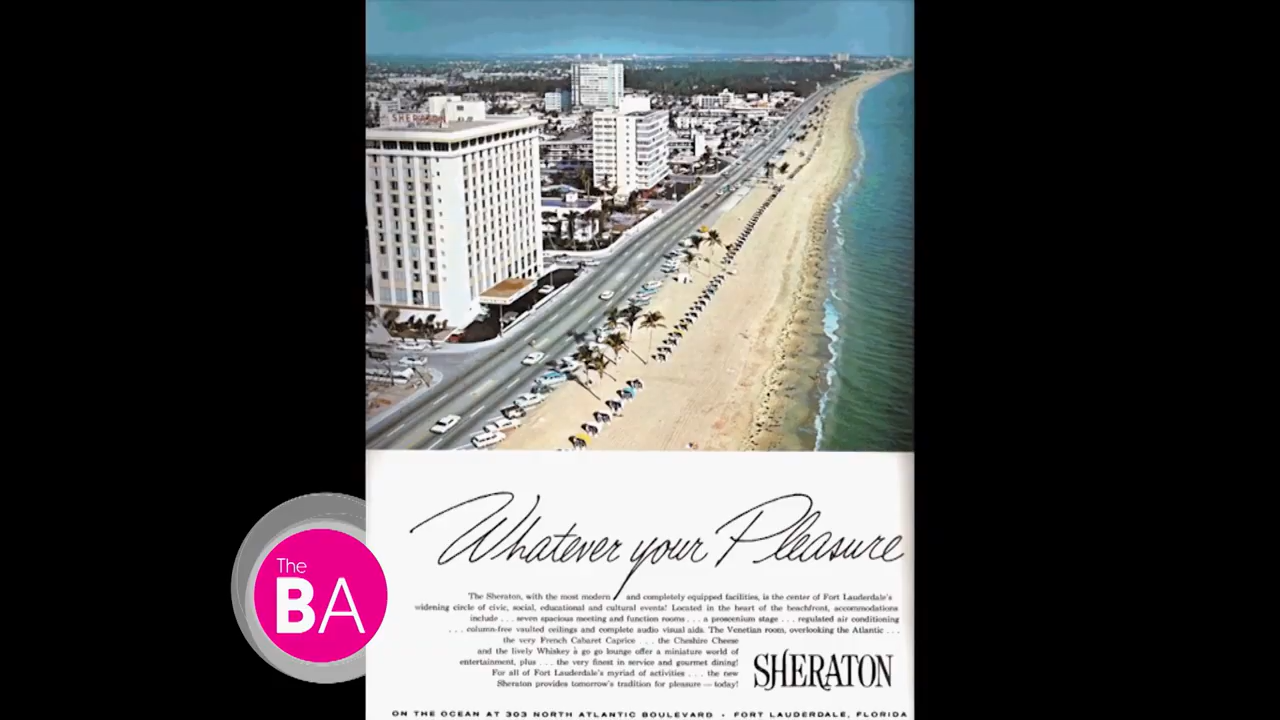 SHERATON
Whatever your Pleasure
The Sheraton, with the most modern and completely equipped facilities, is the center of Fort Lauderdale's
widening circle of civic, social, educational and cultural events! Located in the heart of the beachfront, accommodations
include . . . seven spacious meeting and function rooms . . . a proscenium stage . . . regulated air conditioning
. . . column-free vaulted ceilings and complete audio visual aids. The Venetian room, overlooking the Atlantic . . .
the very French Cabaret Caprice . . . the Cheshire Cheese
and the lively Whiskey à go go lounge offer a miniature world of
entertainment, plus . . . the very finest in service and gourmet dining!
For all of Fort Lauderdale's myriad of activities . . . the new
Sheraton provides tomorrow's tradition for pleasure — today!
SHERATON
ON THE OCEAN AT 303 NORTH ATLANTIC BOULEVARD • FORT LAUDERDALE, FLORIDA
The
BA